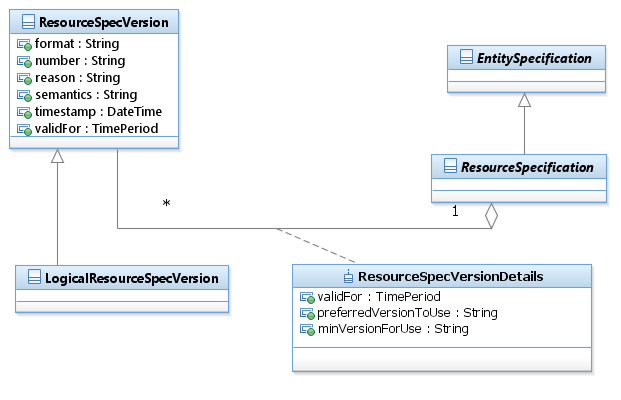 ResourceSpecVersion
format : String
number : String
reason : String
semantics : String
timestamp : DateTime
validFor : TimePeriod
EntitySpecification
ResourceSpecification
*
1
LogicalResourceSpecVersion
ResourceSpecVersionDetails
validFor : TimePeriod
preferredVersionToUse : String
minVersionForUse : String